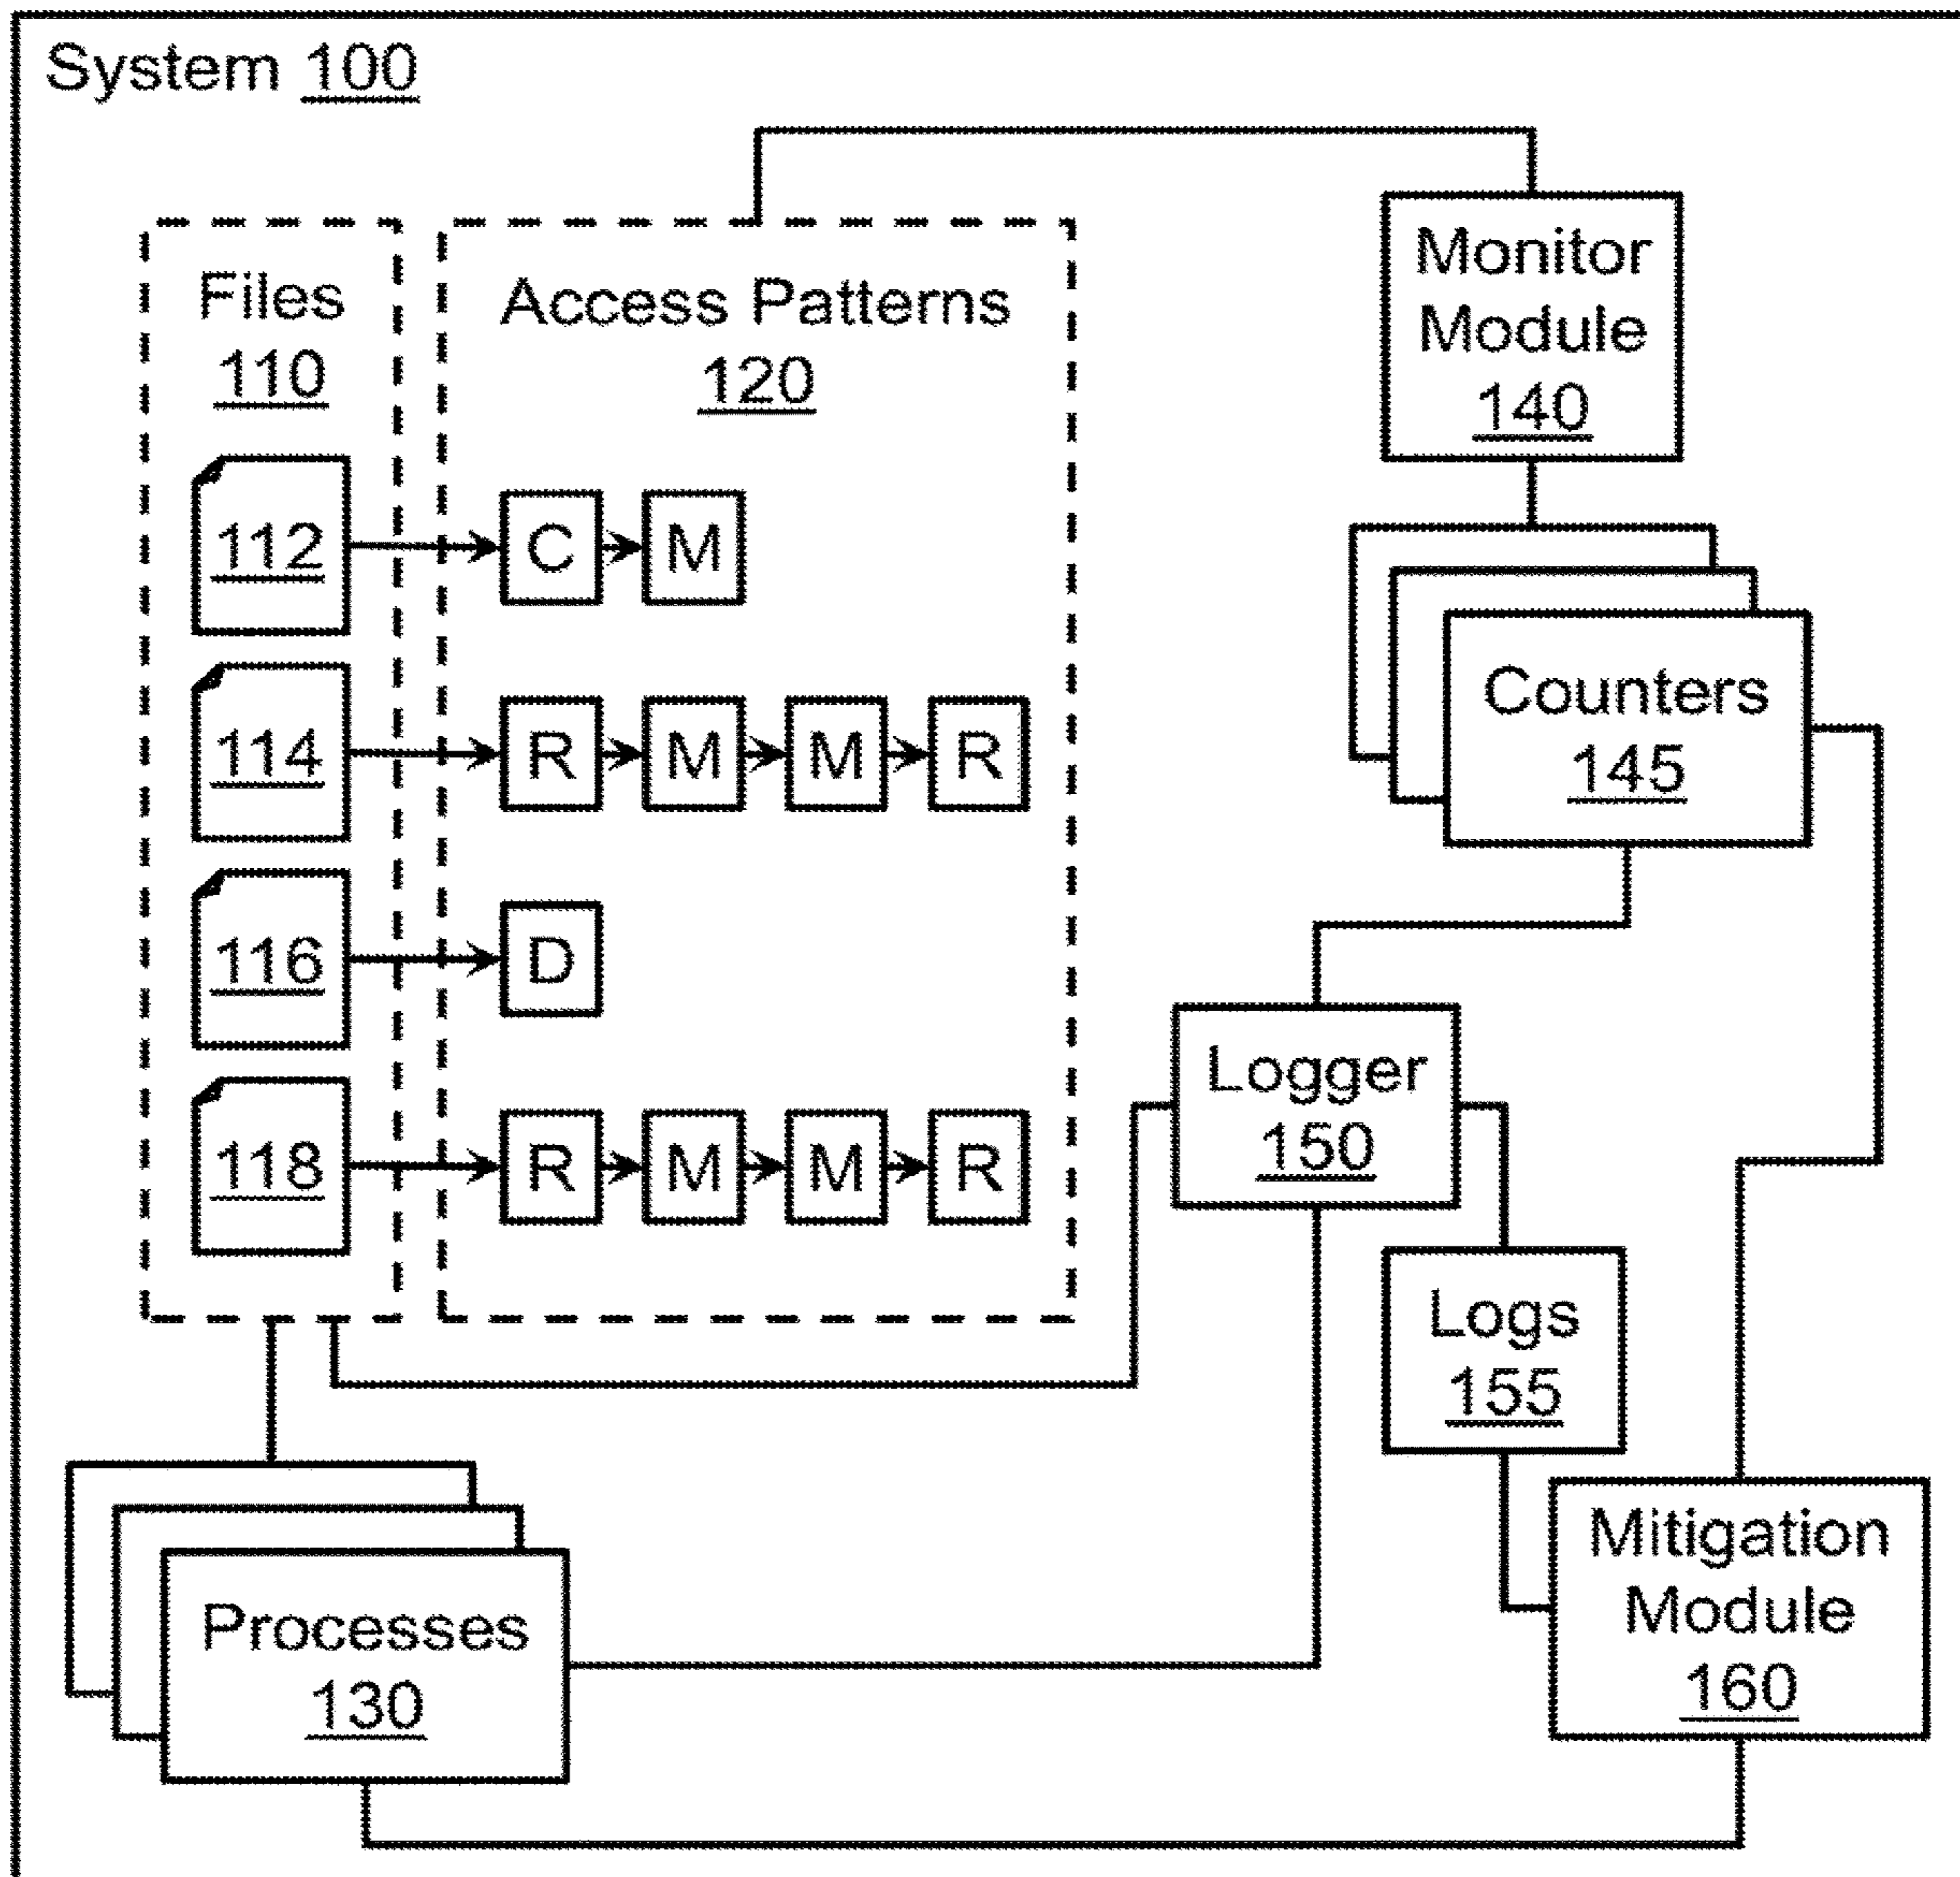 System 100
Files
110
Access Patterns
120
112
C M
114
R M M R
116
D
118
R M M R
Monitor
Module
140
Counters
145
Logger
150
Logs
155
Mitigation
Module
160
Processes
130